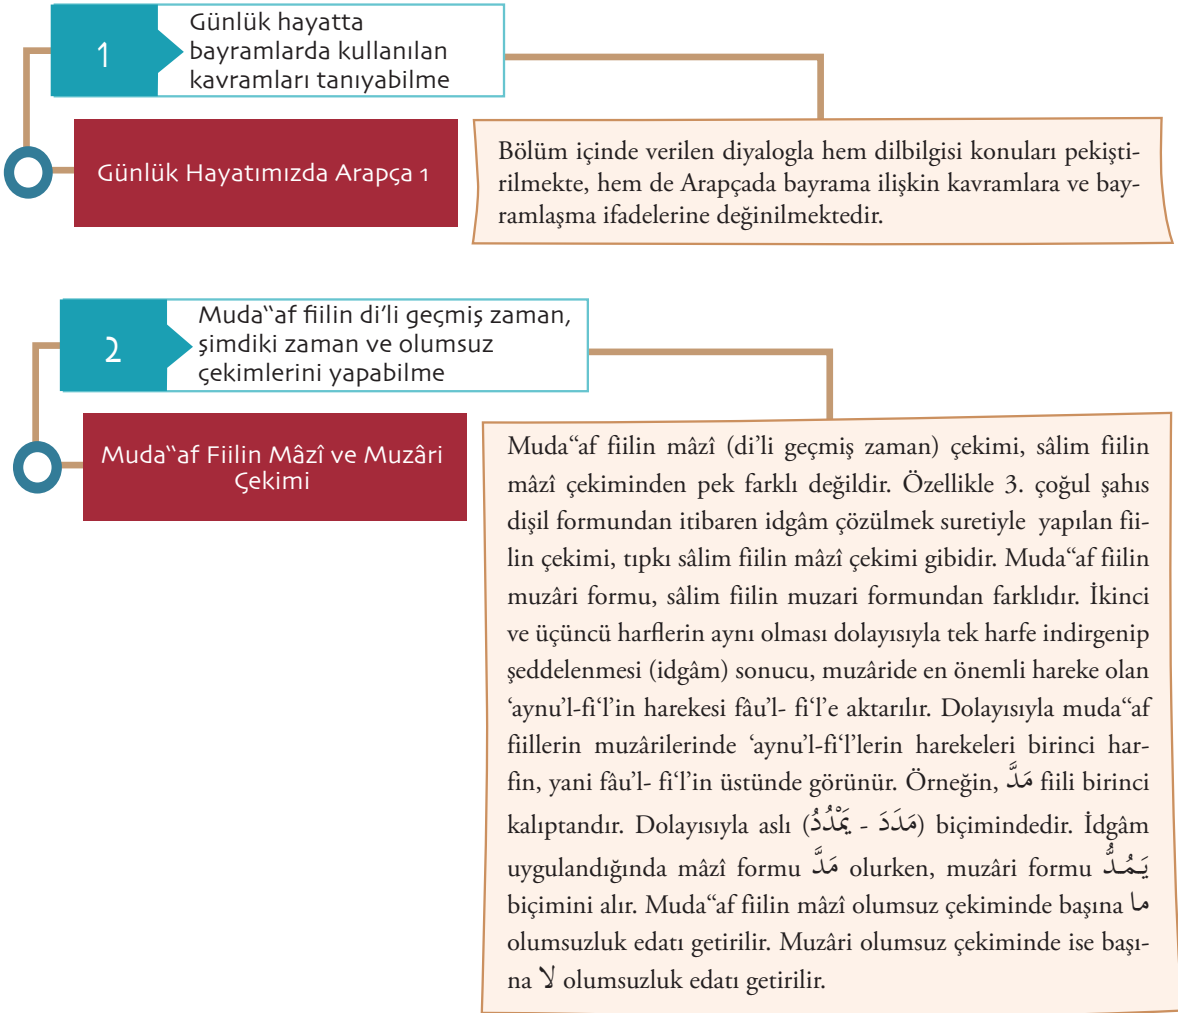 1
Günlük hayatta
bayramlarda kullanılan
kavramları tanıyabilme
Günlük Hayatımızda Arapça 1
Bölüm içinde verilen diyalogla hem dilbilgisi konuları pekişti-
rilmekte, hem de Arapçada bayrama ilişkin kavramlara ve bay-
ramlaşma ifadelerine değinilmektedir.
2
Muda“af fiilin di’li geçmiş zaman,
şimdiki zaman ve olumsuz
çekimlerini yapabilme
Muda“af Fiilin Mâzî ve Muzâri
Çekimi
Muda“af fiilin mâzî (di’li geçmiş zaman) çekimi, sâlim fiilin
mâzî çekiminden pek farklı değildir. Özellikle 3. çoğul şahıs
dişil formundan itibaren idgâm çözülmek suretiyle yapılan fii-
lin çekimi, tıpkı sâlim fiilin mâzî çekimi gibidir. Muda“af fiilin
muzâri formu, sâlim fiilin muzari formundan farklıdır. İkinci
ve üçüncü harflerin aynı olması dolayısıyla tek harfe indirgenip
şeddelenmesi (idgâm) sonucu, muzâride en önemli hareke olan
‘aynu’l-fi‘l’in harekesi fâu’l- fi‘l’e aktarılır. Dolayısıyla muda“af
fiillerin muzârilerinde ‘aynu’l-fi‘l’lerin harekeleri birinci har-
fin, yani fâu’l- fi‘l’in üstünde görünür. Örneğin, مَدَّ fiili birinci
kalıptandır. Dolayısıyla aslı (مَدَدَ - يَمْدُدُ) biçimindedir. İdgâm
uygulandığında mâzî formu مَدَّ olurken, muzâri formu يَـمُـدُّ
biçimini alır. Muda“af fiilin mâzî olumsuz çekiminde başına ما
olumsuzluk edatı getirilir. Muzâri olumsuz çekiminde ise başı-
na لا olumsuzluk edatı getirilir.